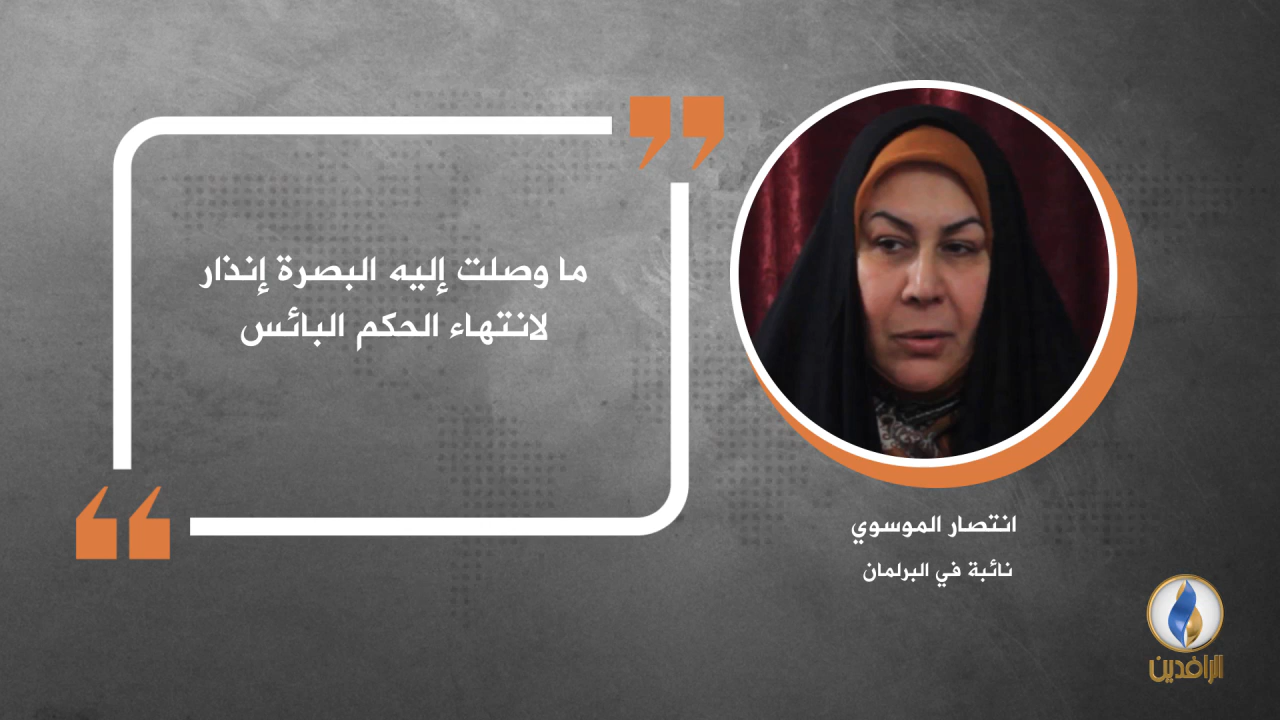 ما وصلت إليه البصرة إنذار
لانتهاء الحكم البائس
انتصار الموسوي
نائبة في البرلمان
الرافدين